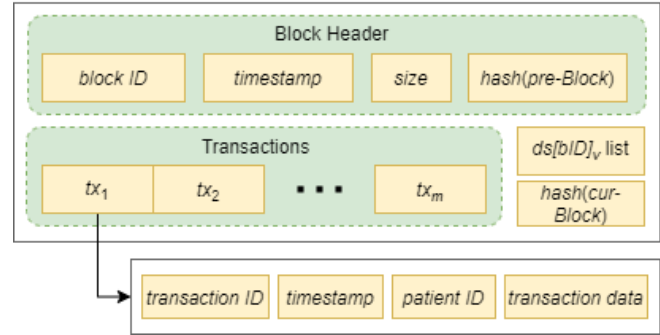 Block Header
block ID
timestamp
size
hash(pre-Block)
Transactions
tx1
tx2
▪ ▪ ▪
txm
ds[bID]v list
hash(cur-
Block)
transaction ID
timestamp
patient ID
transaction data